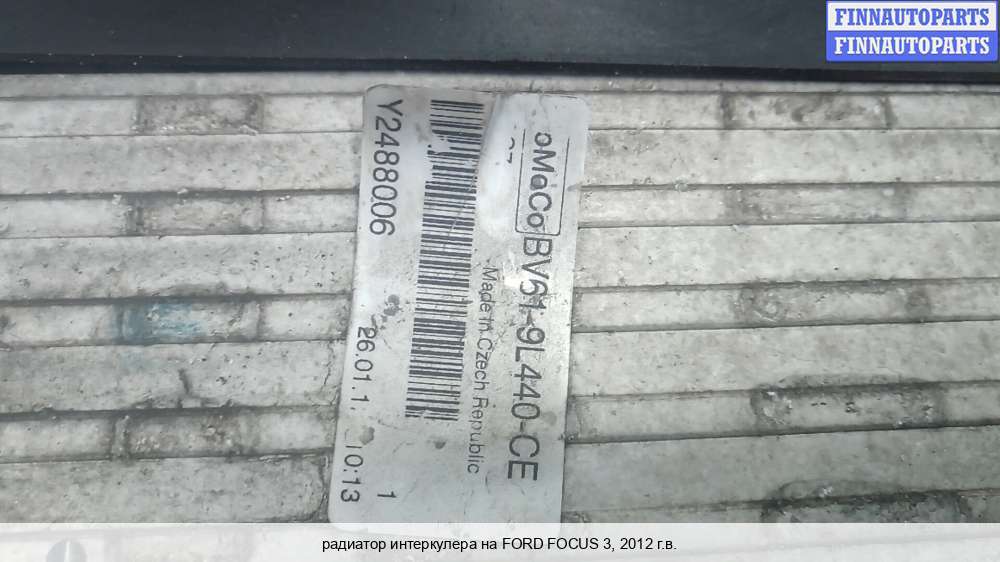 FINNAUTOPARTS
FINNAUTOPARTS
oMoCo BV61-9L440-CE
Made In Czech Republic
Y2488006
26.01.1 10:13
1
радиатор интеркулера на FORD FOCUS 3, 2012 г.в.